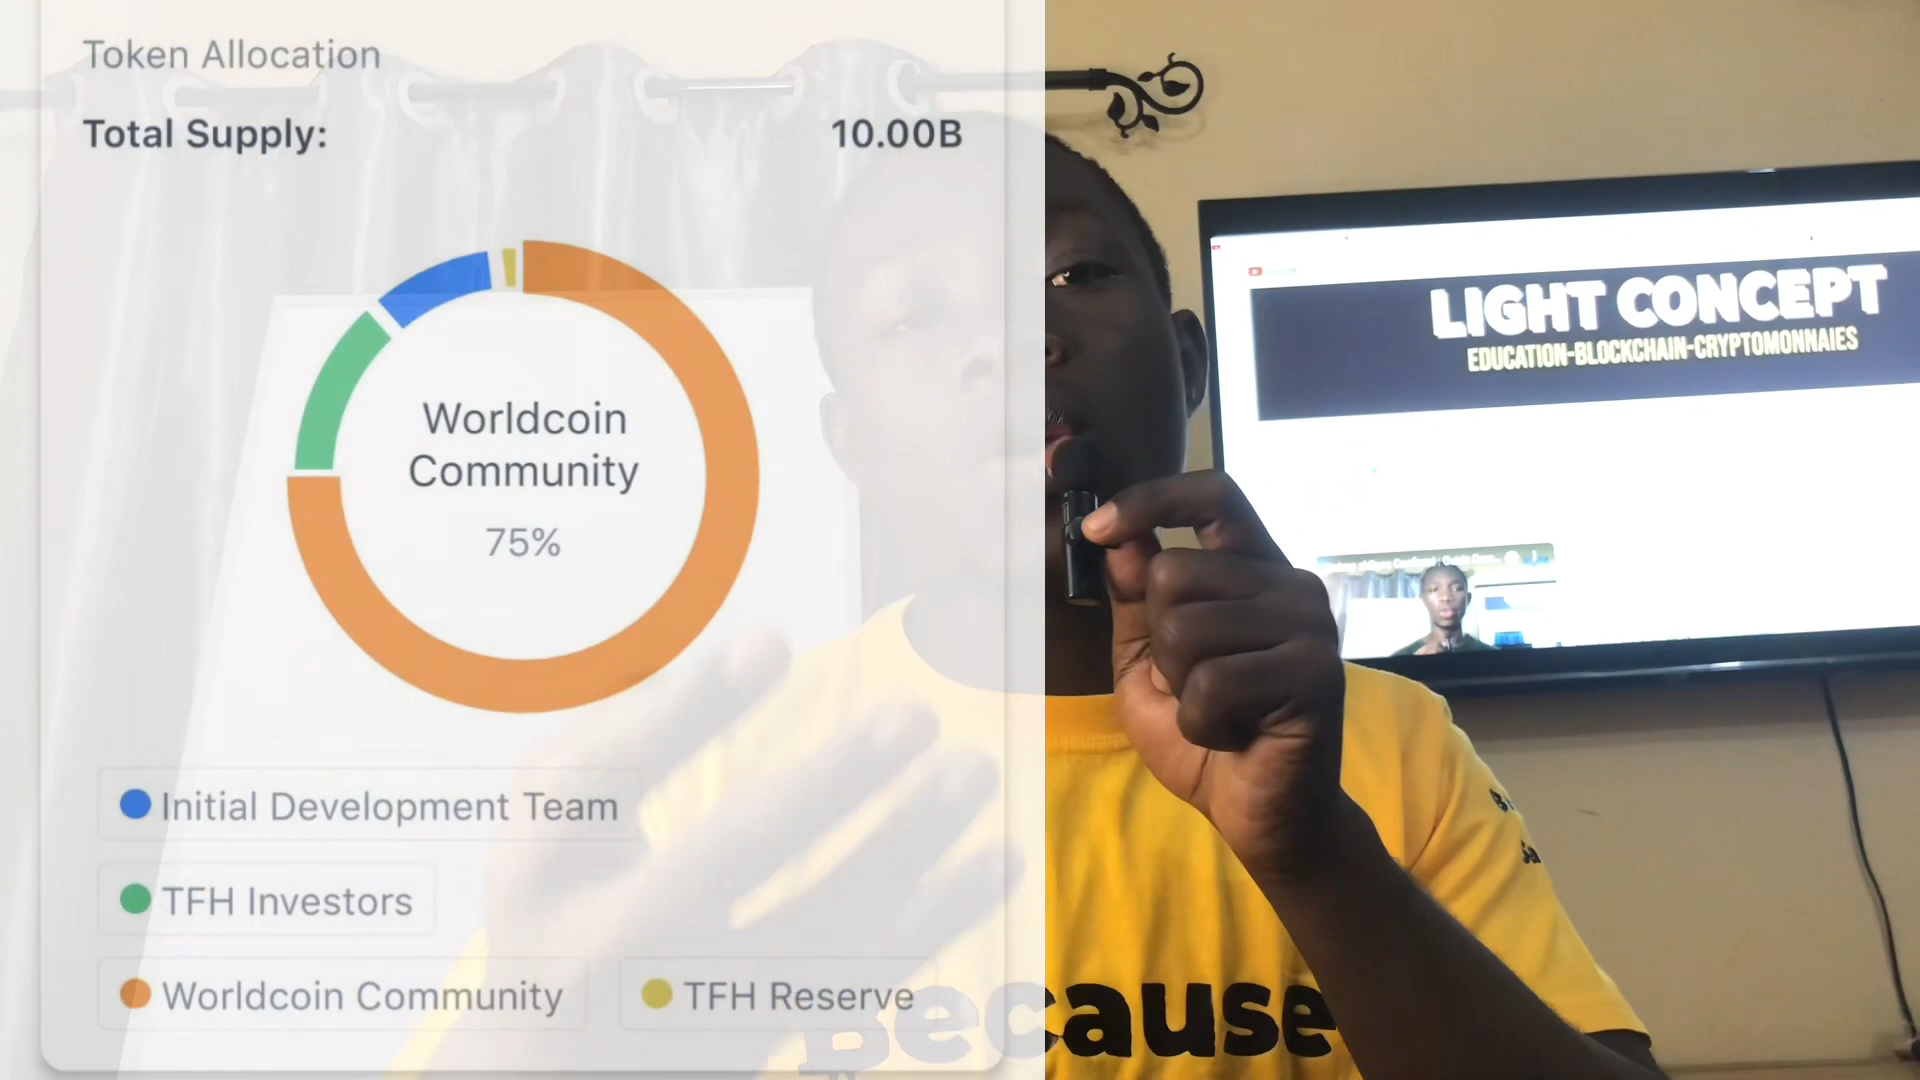 Token Allocation
Total Supply: 10.00B
Worldcoin
Community
75%
Initial Development Team
TFH Investors
Worldcoin Community
TFH Reserve
LIGHT CONCEPT
EDUCATION-BLOCKCHAIN-CRYPTOMONNAIES
Because